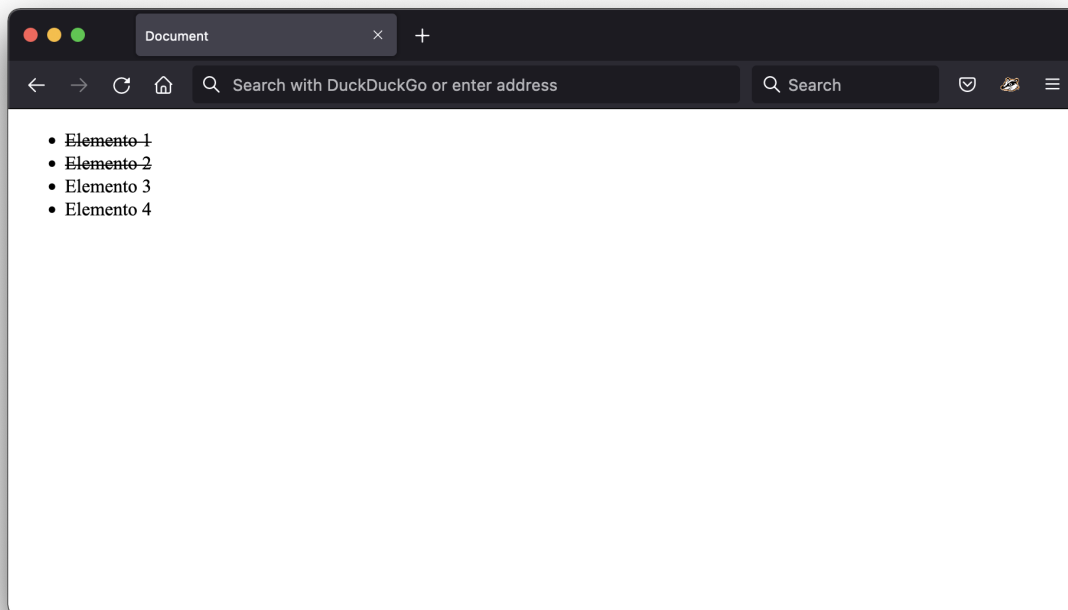 Document
Search with DuckDuckGo or enter address
Search
Elemento 1
Elemento 2
Elemento 3
Elemento 4